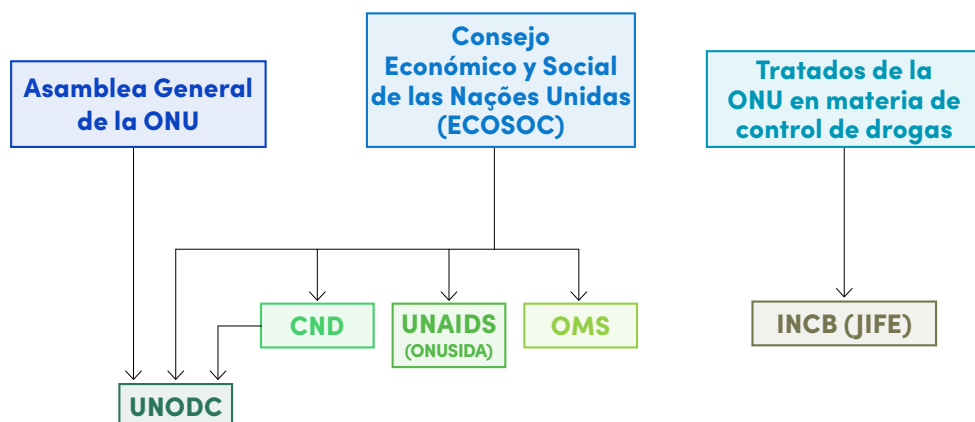 Asamblea General
de la ONU
Consejo
Económico y Social
de las Nações Unidas
(ECOSOC)
Tratados de la
ONU en materia de
control de drogas
CND
UNAIDS
(ONUSIDA)
OMS
INCB (JIFE)
UNODC